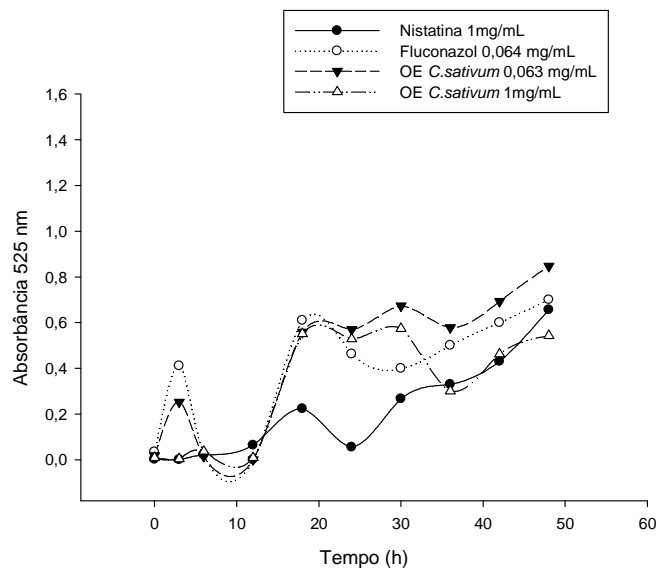 Nistatina 1mg/mL
Fluconazol 0,064 mg/mL
OE C.sativum 0,063 mg/mL
OE C.sativum 1mg/mL
1,6
1,4
1,2
1,0
0,8
0,6
0,4
0,2
0,0
Absorbância 525 nm
0 10 20 30 40 50 60
Tempo (h)